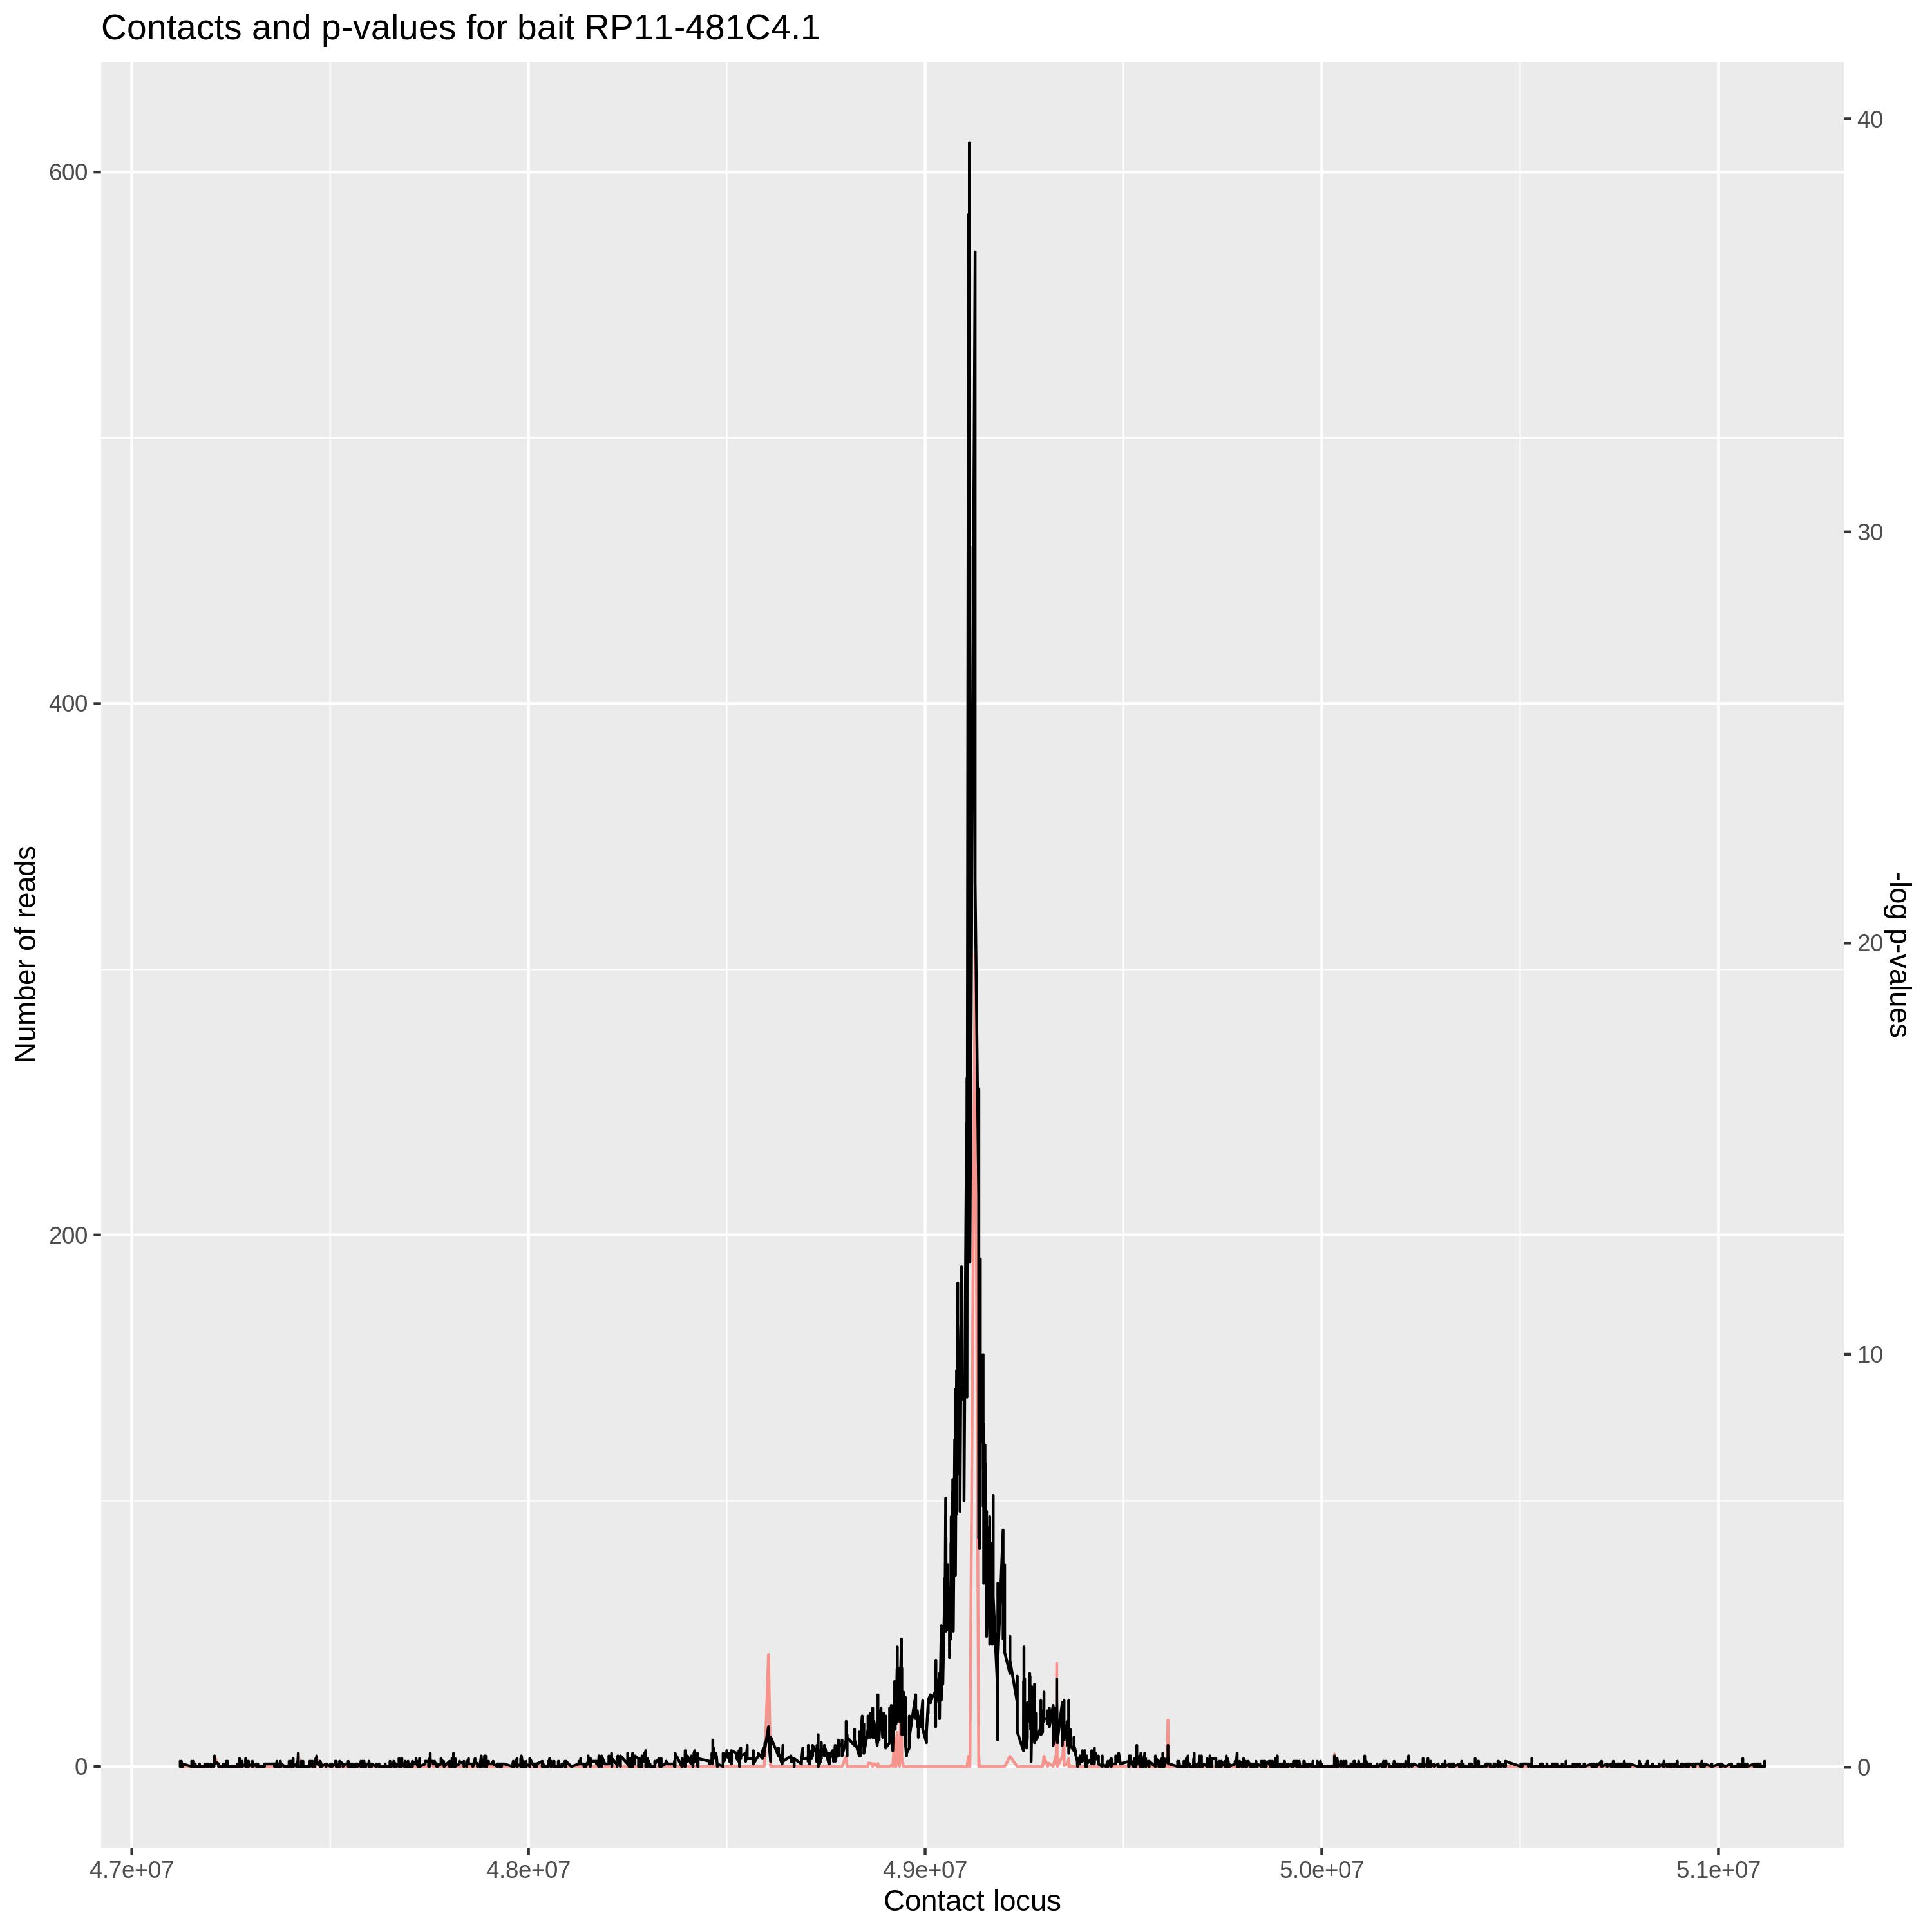 Contacts and p-values for bait RP11-481C4.1
600
400
200
0
Number of reads
40
30
20
10
0
-log p-values
4.7e+07 4.8e+07 4.9e+07 5.0e+07 5.1e+07
Contact locus